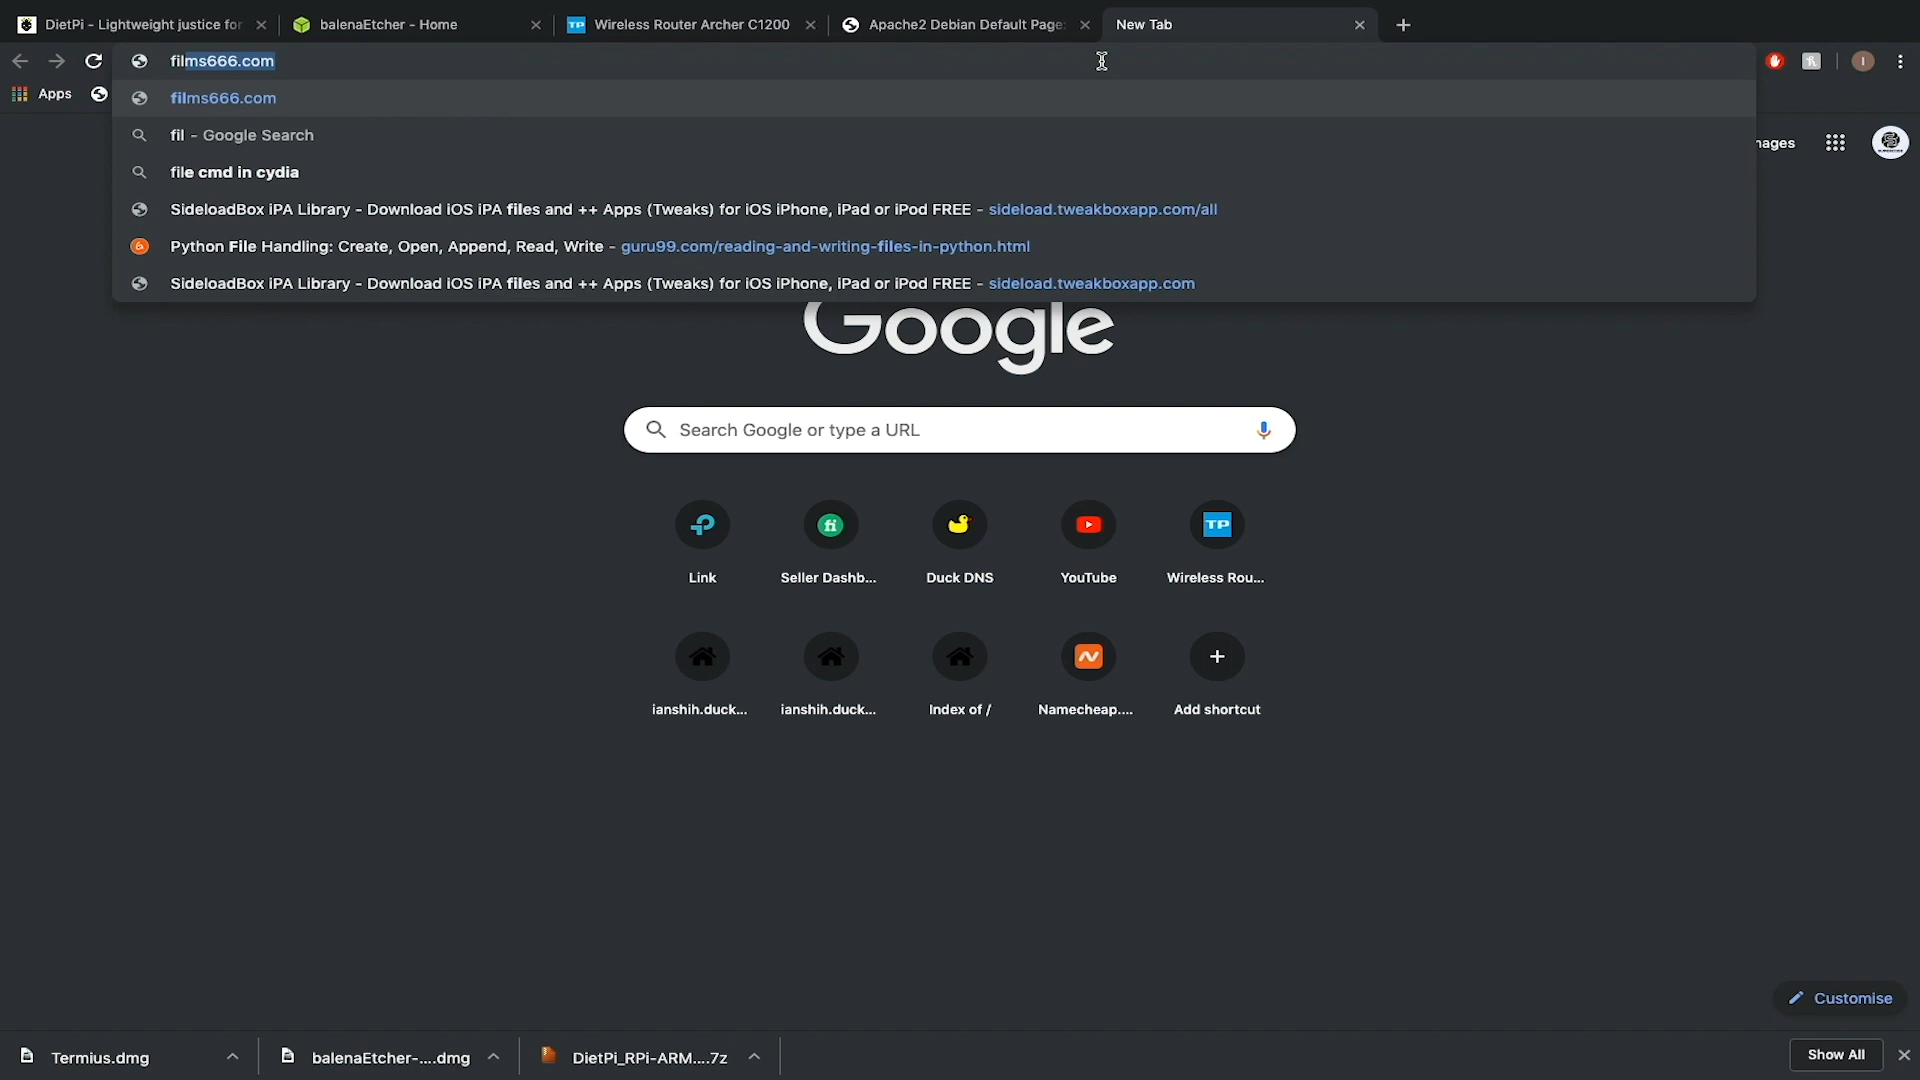 DietPi - Lightweight justice for
balenaEtcher - Home
TP Wireless Router Archer C1200
Apache2 Debian Default Page:
New Tab
films666.com
Apps
films666.com
fil - Google Search
file cmd in cydia
SideloadBox iPA Library - Download iOS iPA files and ++ Apps (Tweaks) for iOS iPhone, iPad or iPod FREE - sideload.tweakboxapp.com/all
Python File Handling: Create, Open, Append, Read, Write - guru99.com/reading-and-writing-files-in-python.html
SideloadBox iPA Library - Download iOS iPA files and ++ Apps (Tweaks) for iOS iPhone, iPad or iPod FREE - sideload.tweakboxapp.com
I
nages
Google
Search Google or type a URL
fi
TP
Link
Seller Dashb...
Duck DNS
YouTube
Wireless Rou...
ianshih.duck...
ianshih.duck...
Index of /
Namecheap....
Add shortcut
Customise
Termius.dmg
balenaEtcher-....dmg
DietPi_RPi-ARM....7z
Show All